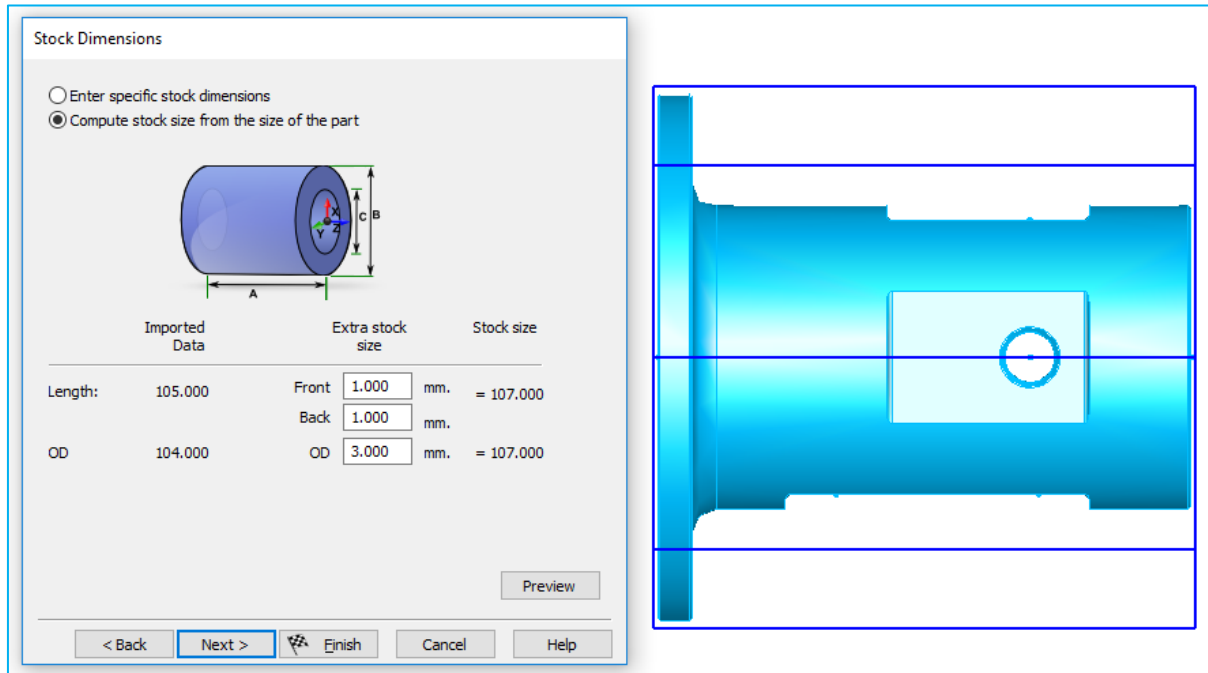 Stock Dimensions
Enter specific stock dimensions
Compute stock size from the size of the part
X
C
B
Y
Z
A
Imported Data
Extra stock size
Stock size
Length: 105.000 Front 1.000 mm. = 107.000
Back 1.000 mm.
OD 104.000 OD 3.000 mm. = 107.000
Preview
< Back Next > Finish Cancel Help